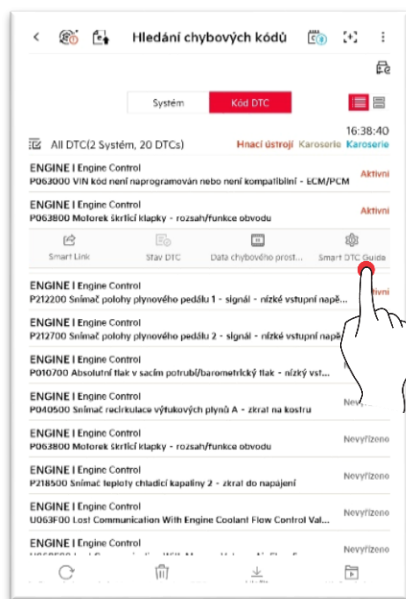 Hledání chybových kódů
Systém
Kód DTC
16:38:40
All DTC(2 Systém, 20 DTCs)
Hnací ústrojí Karoserie Karoserie
ENGINE | Engine Control
P063000 VIN kód není naprogramován nebo není kompatibilní - ECM/PCM
Aktivní
ENGINE | Engine Control
P063800 Motorek škrtící klapky - rozsah/funkce obvodu
Aktivní
Smart Link
Stav DTC
Data chybového prost...
Smart DTC Guide
ENGINE | Engine Control
P212200 Snímač polohy plynového pedálu 1 - signál - nízké vstupní napě...
ENGINE | Engine Control
P212700 Snímač polohy plynového pedálu 2 - signál - nízké vstupní napě
ENGINE | Engine Control
P010700 Absolutní tlak v sacím potrubí/barometrický tlak - nízký vst...
ENGINE | Engine Control
P040500 Snímač recirkulace výfukových plynů A - zkrat na kostru
ENGINE | Engine Control
P063800 Motorek škrtící klapky - rozsah/funkce obvodu
Nevyřízeno
ENGINE | Engine Control
P218500 Snímač teploty chladicí kapaliny 2 - zkrat do napájení
Nevyřízeno
ENGINE | Engine Control
U063F00 Lost Communication With Engine Coolant Flow Control Val...
Nevyřízeno
ENGINE | Engine Control
Nevyřízeno